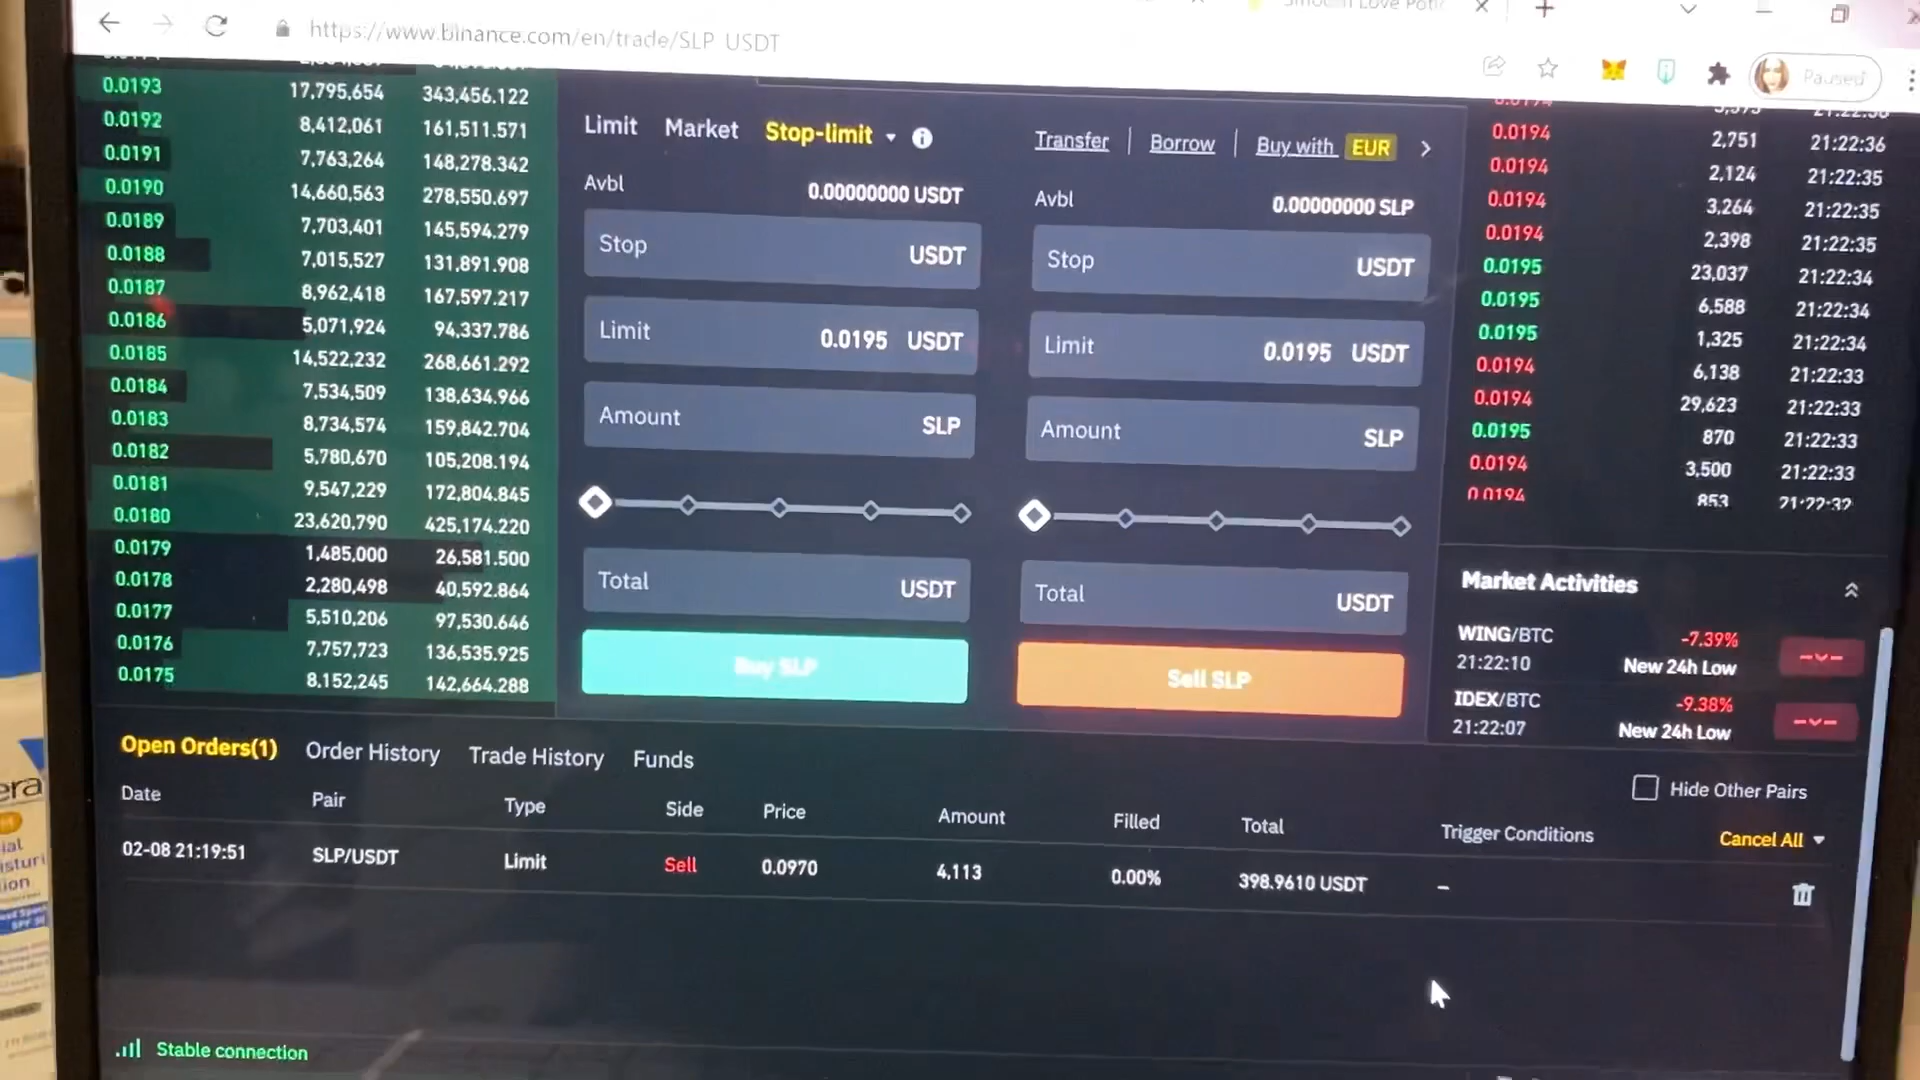 https://www.binance.com/en/trade/SLP_USDT
Paused
0.0193 17,795,654 343,456.122
0.0192 8,412,061 161,511.571
0.0191 7,763,264 148,278.342
0.0190 14,660,563 278,550.697
0.0189 7,703,401 145,594.279
0.0188 7,015,527 131,891.908
0.0187 8,962,418 167,597.217
0.0186 5,071,924 94,337.786
0.0185 14,522,232 268,661.292
0.0184 7,534,509 138,634.966
0.0183 8,734,574 159,842.704
0.0182 5,780,670 105,208.194
0.0181 9,547,229 172,804.845
0.0180 23,620,790 425,174.220
0.0179 1,485,000 26,581.500
0.0178 2,280,498 40,592.864
0.0177 5,510,206 97,530.646
0.0176 7,757,723 136,535.925
0.0175 8,152,245 142,664.288
Limit Market Stop-limit
Transfer Borrow Buy with EUR
Avbl 0.00000000 USDT
Stop USDT
Limit 0.0195 USDT
Amount SLP
Total USDT
Buy SLP
Avbl 0.00000000 SLP
Stop USDT
Limit 0.0195 USDT
Amount SLP
Total USDT
Sell SLP
0.0194 2,751 21:22:36
0.0194 2,124 21:22:35
0.0194 3,264 21:22:35
0.0194 2,398 21:22:35
0.0195 23,037 21:22:34
0.0195 6,588 21:22:34
0.0195 1,325 21:22:34
0.0194 6,138 21:22:33
0.0194 29,623 21:22:33
0.0195 870 21:22:33
0.0194 3,500 21:22:33
0.0194 853 21:22:32
Market Activities
WING/BTC -7.39%
21:22:10 New 24h Low
IDEX/BTC -9.38%
21:22:07 New 24h Low
Open Orders(1) Order History Trade History Funds
Hide Other Pairs
Date Pair Type Side Price Amount Filled Total Trigger Conditions Cancel All
02-08 21:19:51 SLP/USDT Limit Sell 0.0970 4,113 0.00% 398.9610 USDT –
Stable connection